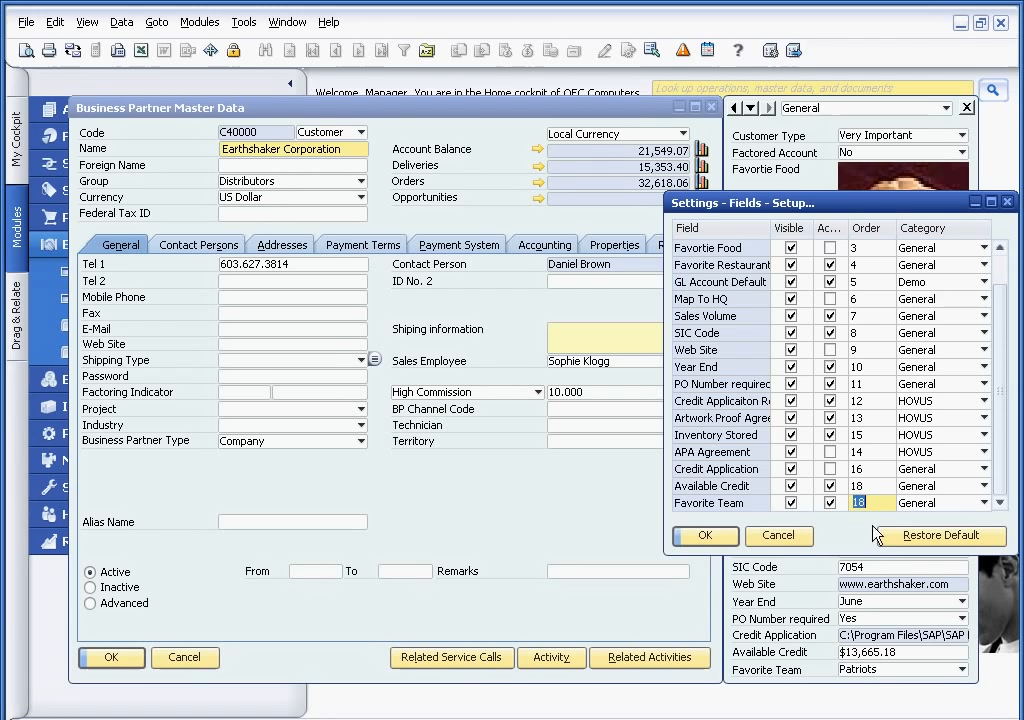 File Edit View Data Goto Modules Tools Window Help
My Cockpit
Modules
Drag & Relate
Welcome, Manager. You are in the Home cockpit of OEC Computers.
Look up operations, master data, and documents
Business Partner Master Data
Code C40000 Customer
Name Earthshaker Corporation
Foreign Name
Group Distributors
Currency US Dollar
Federal Tax ID
Local Currency
Account Balance 21,549.07
Deliveries 15,353.40
Orders 32,618.06
Opportunities
General Contact Persons Addresses Payment Terms Payment System Accounting Properties R
Tel 1 603.627.3814
Tel 2
Mobile Phone
Fax
E-Mail
Web Site
Shipping Type
Password
Factoring Indicator
Project
Industry
Business Partner Type Company
Alias Name
Contact Person Daniel Brown
ID No. 2
Shiping information
Sales Employee Sophie Klogg
High Commission 10.000
BP Channel Code
Technician
Territory
Active
Inactive
Advanced
From To Remarks
OK Cancel Related Service Calls Activity Related Activities
General X
Customer Type Very Important
Factored Account No
Favortie Food
Settings - Fields - Setup...
Field Visible Ac... Order Category
Favortie Food 3 General
Favorite Restaurant 4 General
GL Account Default 5 Demo
Map To HQ 6 General
Sales Volume 7 General
SIC Code 8 General
Web Site 9 General
Year End 10 General
PO Number required 11 General
Credit Applicaiton R 12 HOVUS
Artwork Proof Agree 13 HOVUS
Inventory Stored 15 HOVUS
APA Agreement 14 HOVUS
Credit Application 16 General
Available Credit 18 General
Favorite Team 18 General
OK Cancel Restore Default
SIC Code 7054
Web Site www.earthshaker.com
Year End June
PO Number required Yes
Credit Application C:\Program Files\SAP\SAP
Available Credit $13,665.18
Favorite Team Patriots